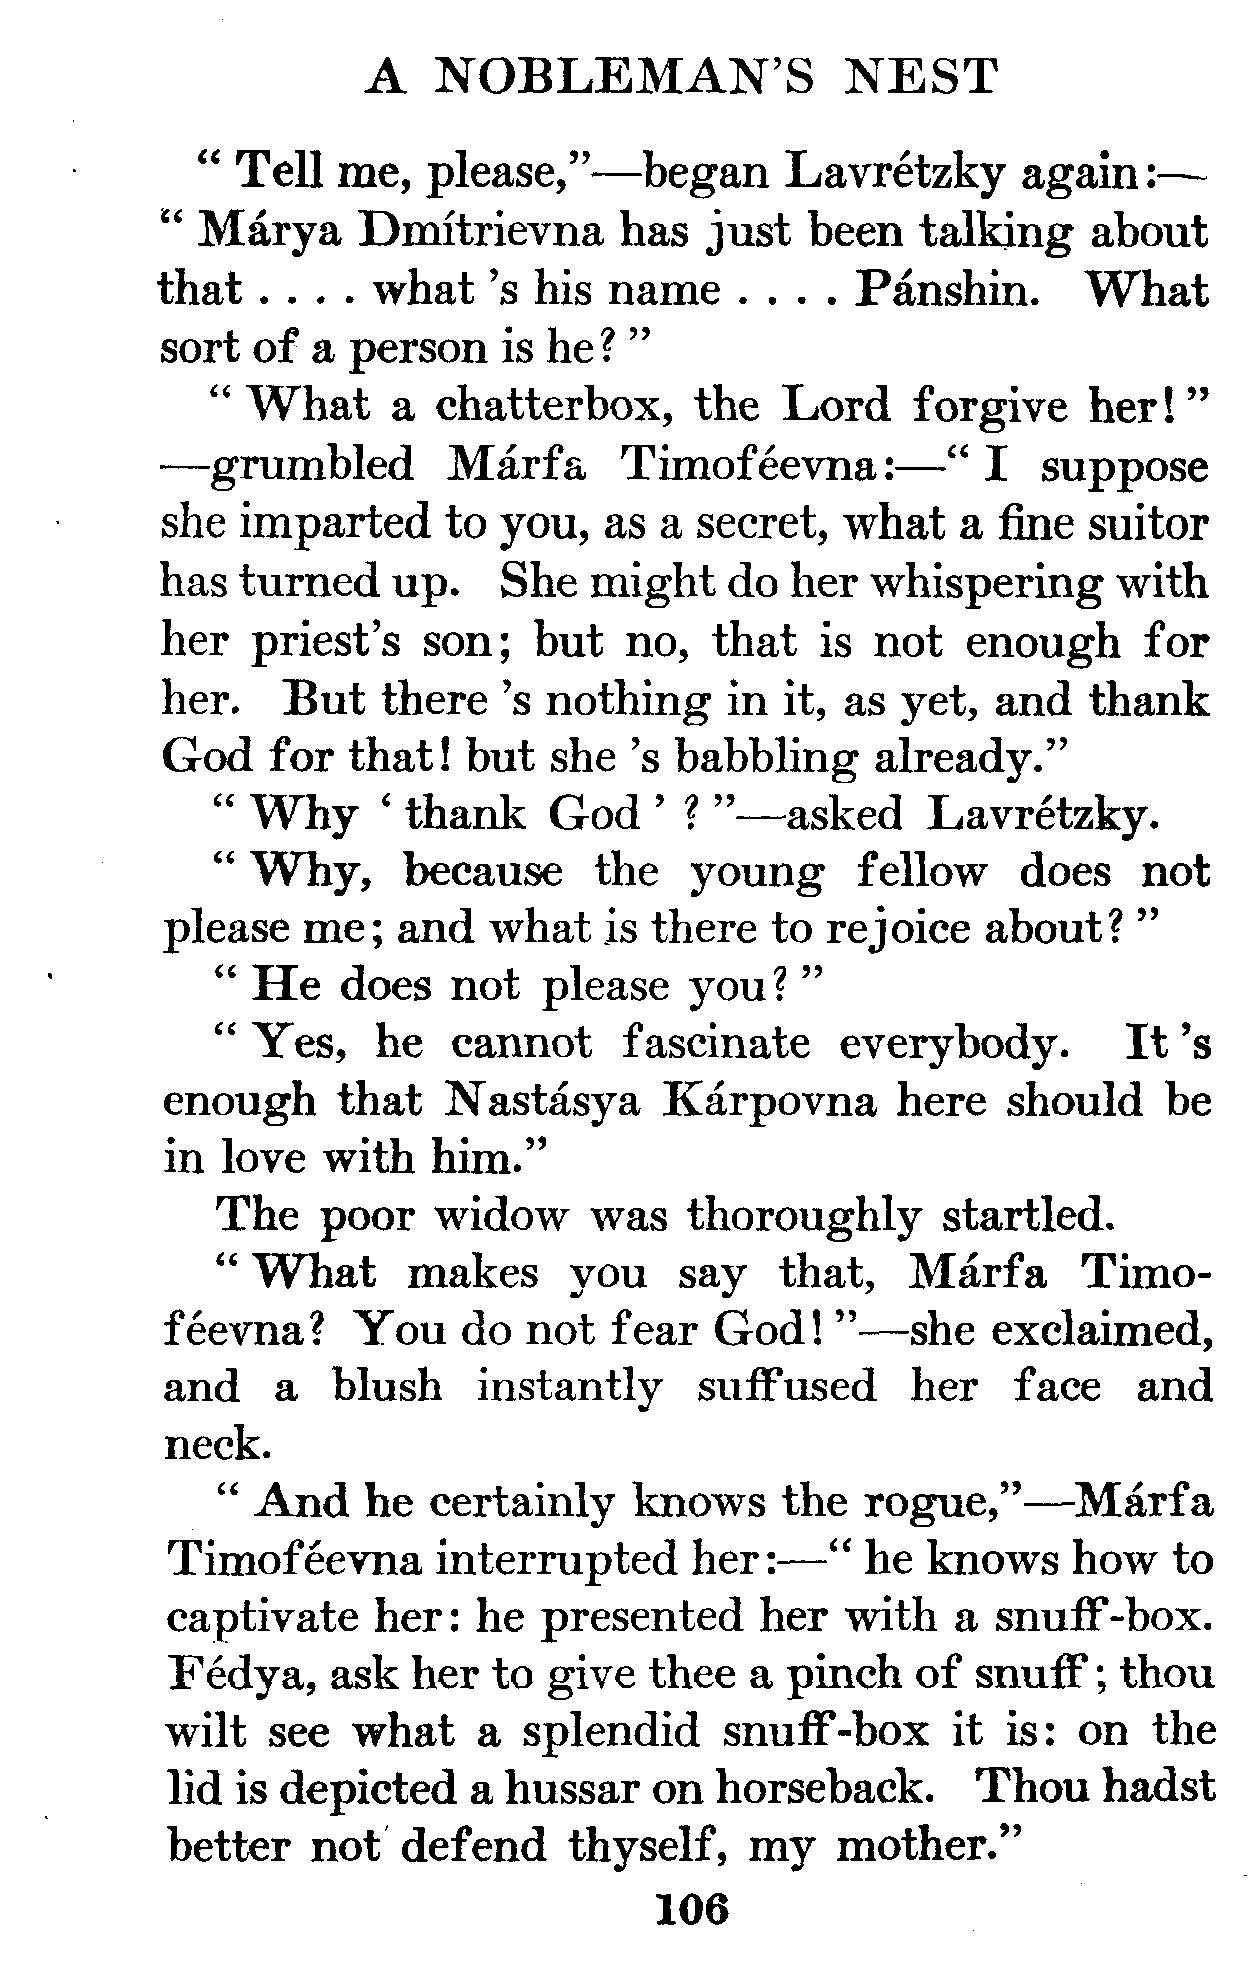 A NOBLEMAN'S NEST
“ Tell me, please,”—began Lavrétzky again:—
“ Márya Dmítrievna has just been talking about
that . . . . what 's his name . . . . Pánshin. What
sort of a person is he? ”
“ What a chatterbox, the Lord forgive her! ”
—grumbled Márfa Timoféevna:—“ I suppose
she imparted to you, as a secret, what a fine suitor
has turned up. She might do her whispering with
her priest's son; but no, that is not enough for
her. But there 's nothing in it, as yet, and thank
God for that! but she 's babbling already.”
“ Why ‘ thank God ’ ? ”—asked Lavrétzky.
“ Why, because the young fellow does not
please me; and what is there to rejoice about? ”
“ He does not please you? ”
“ Yes, he cannot fascinate everybody. It 's
enough that Nastásya Kárpovna here should be
in love with him.”
The poor widow was thoroughly startled.
“ What makes you say that, Márfa Timo-
féevna? You do not fear God! ”—she exclaimed,
and a blush instantly suffused her face and
neck.
“ And he certainly knows the rogue,”—Márfa
Timoféevna interrupted her:—“ he knows how to
captivate her: he presented her with a snuff-box.
Fédya, ask her to give thee a pinch of snuff; thou
wilt see what a splendid snuff-box it is: on the
lid is depicted a hussar on horseback. Thou hadst
better not defend thyself, my mother.”
106